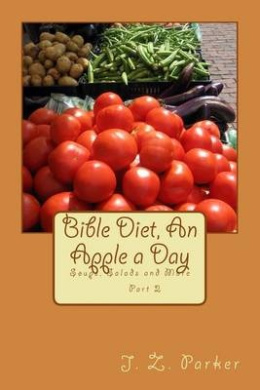 Bible Diet, An
Apple a Day
Soups, Salads and More
Part 2
J. Z. Parker